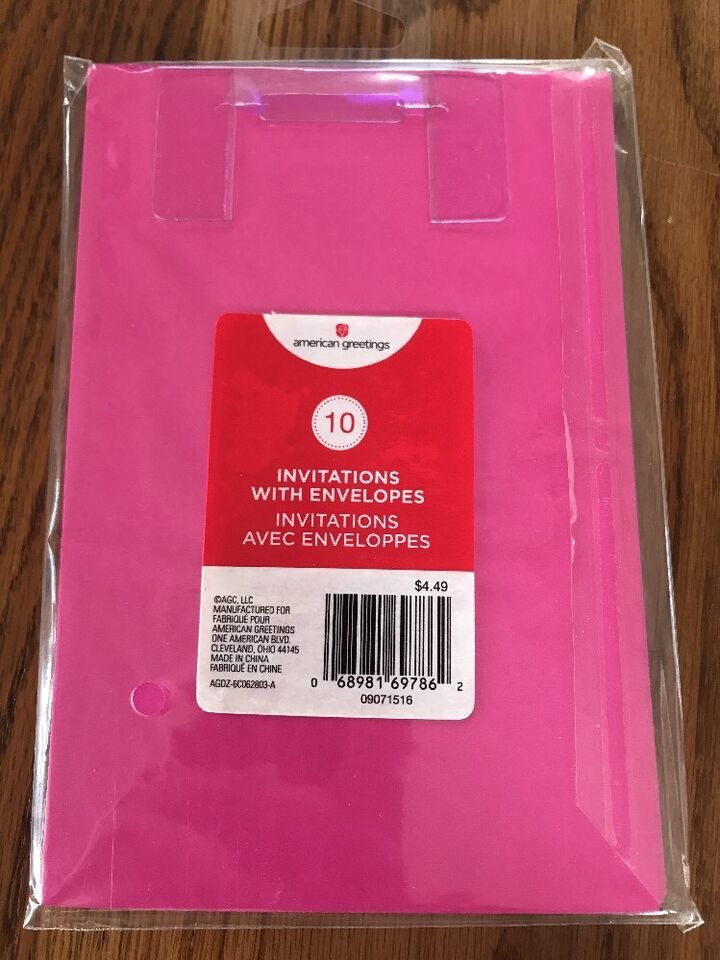 american greetings
10
INVITATIONS
WITH ENVELOPES
INVITATIONS
AVEC ENVELOPPES
$4.49
©AGC, LLC
MANUFACTURED FOR
FABRIQUÉ POUR
AMERICAN GREETINGS
ONE AMERICAN BLVD.
CLEVELAND, OHIO 44145
MADE IN CHINA
FABRIQUÉ EN CHINE
AGDZ-6C062803-A
0 68981 69786 2
09071516